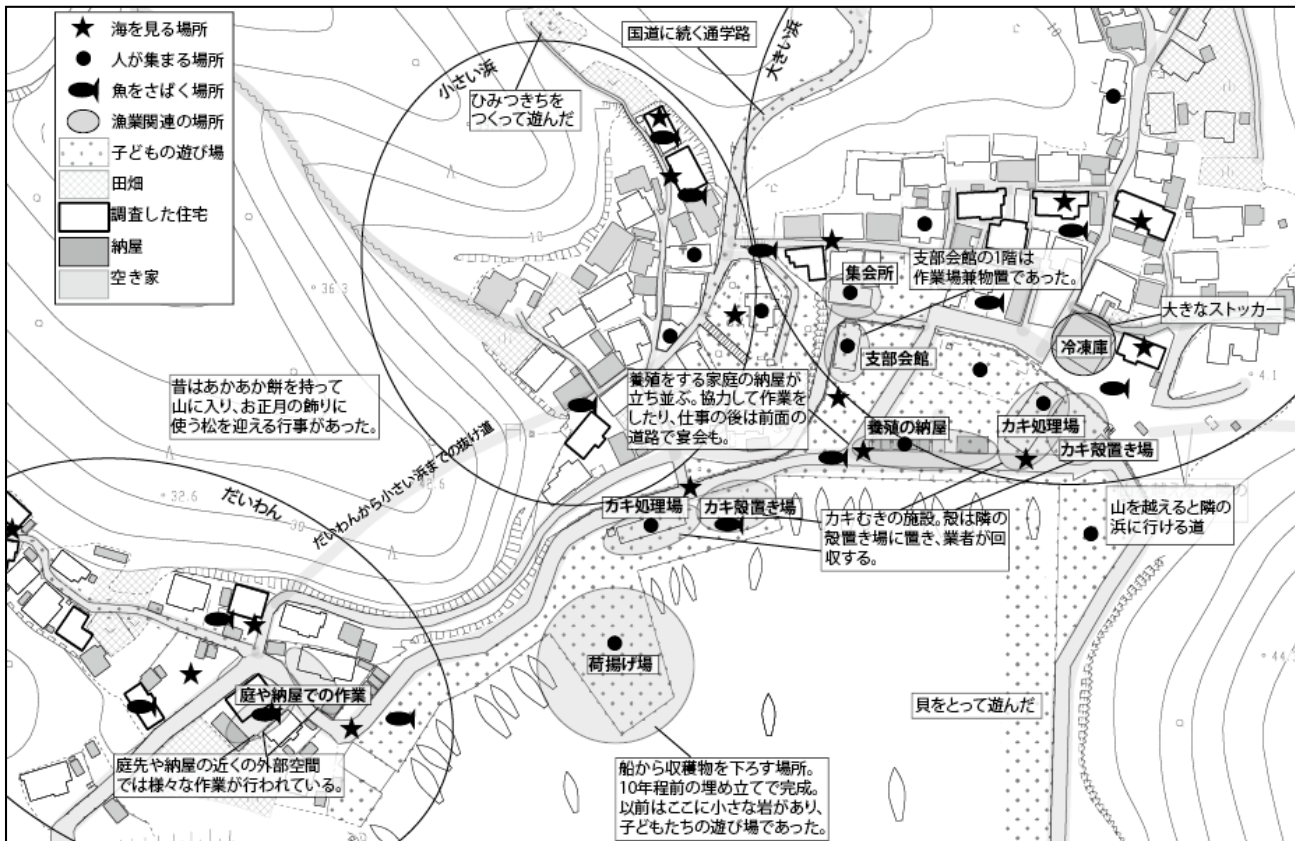 海を見る場所
人が集まる場所
魚をさばく場所
漁業関連の場所
子どもの遊び場
田畑
調査した住宅
納屋
空き家
国道に続く通学路
大きい浜
小さい浜
ひみつきちを
つくって遊んだ
10
36.3
10
集会所
支部会館の1階は
作業場兼物置であった。
大きなストッカー
冷凍庫
支部会館
4.1
昔はあかあか餅を持って
山に入り、お正月の飾りに
使う松を迎える行事があった。
養殖をする家庭の納屋が
立ち並ぶ。協力して作業を
したり、仕事の後は前面の
道路で宴会も。
養殖の納屋
カキ処理場
カキ殻置き場
だいわんから小さい浜までの抜け道
42.6
32.6
30
だいわん
カキ処理場
カキ殻置き場
カキむきの施設。殻は隣の
殻置き場に置き、業者が回
収する。
山を越えると隣の
浜に行ける道
荷揚げ場
44.3
庭や納屋での作業
貝をとって遊んだ
庭先や納屋の近くの外部空間
では様々な作業が行われている。
船から収穫物を下ろす場所。
10年程前の埋め立てで完成。
以前はここに小さな岩があり、
子どもたちの遊び場であった。